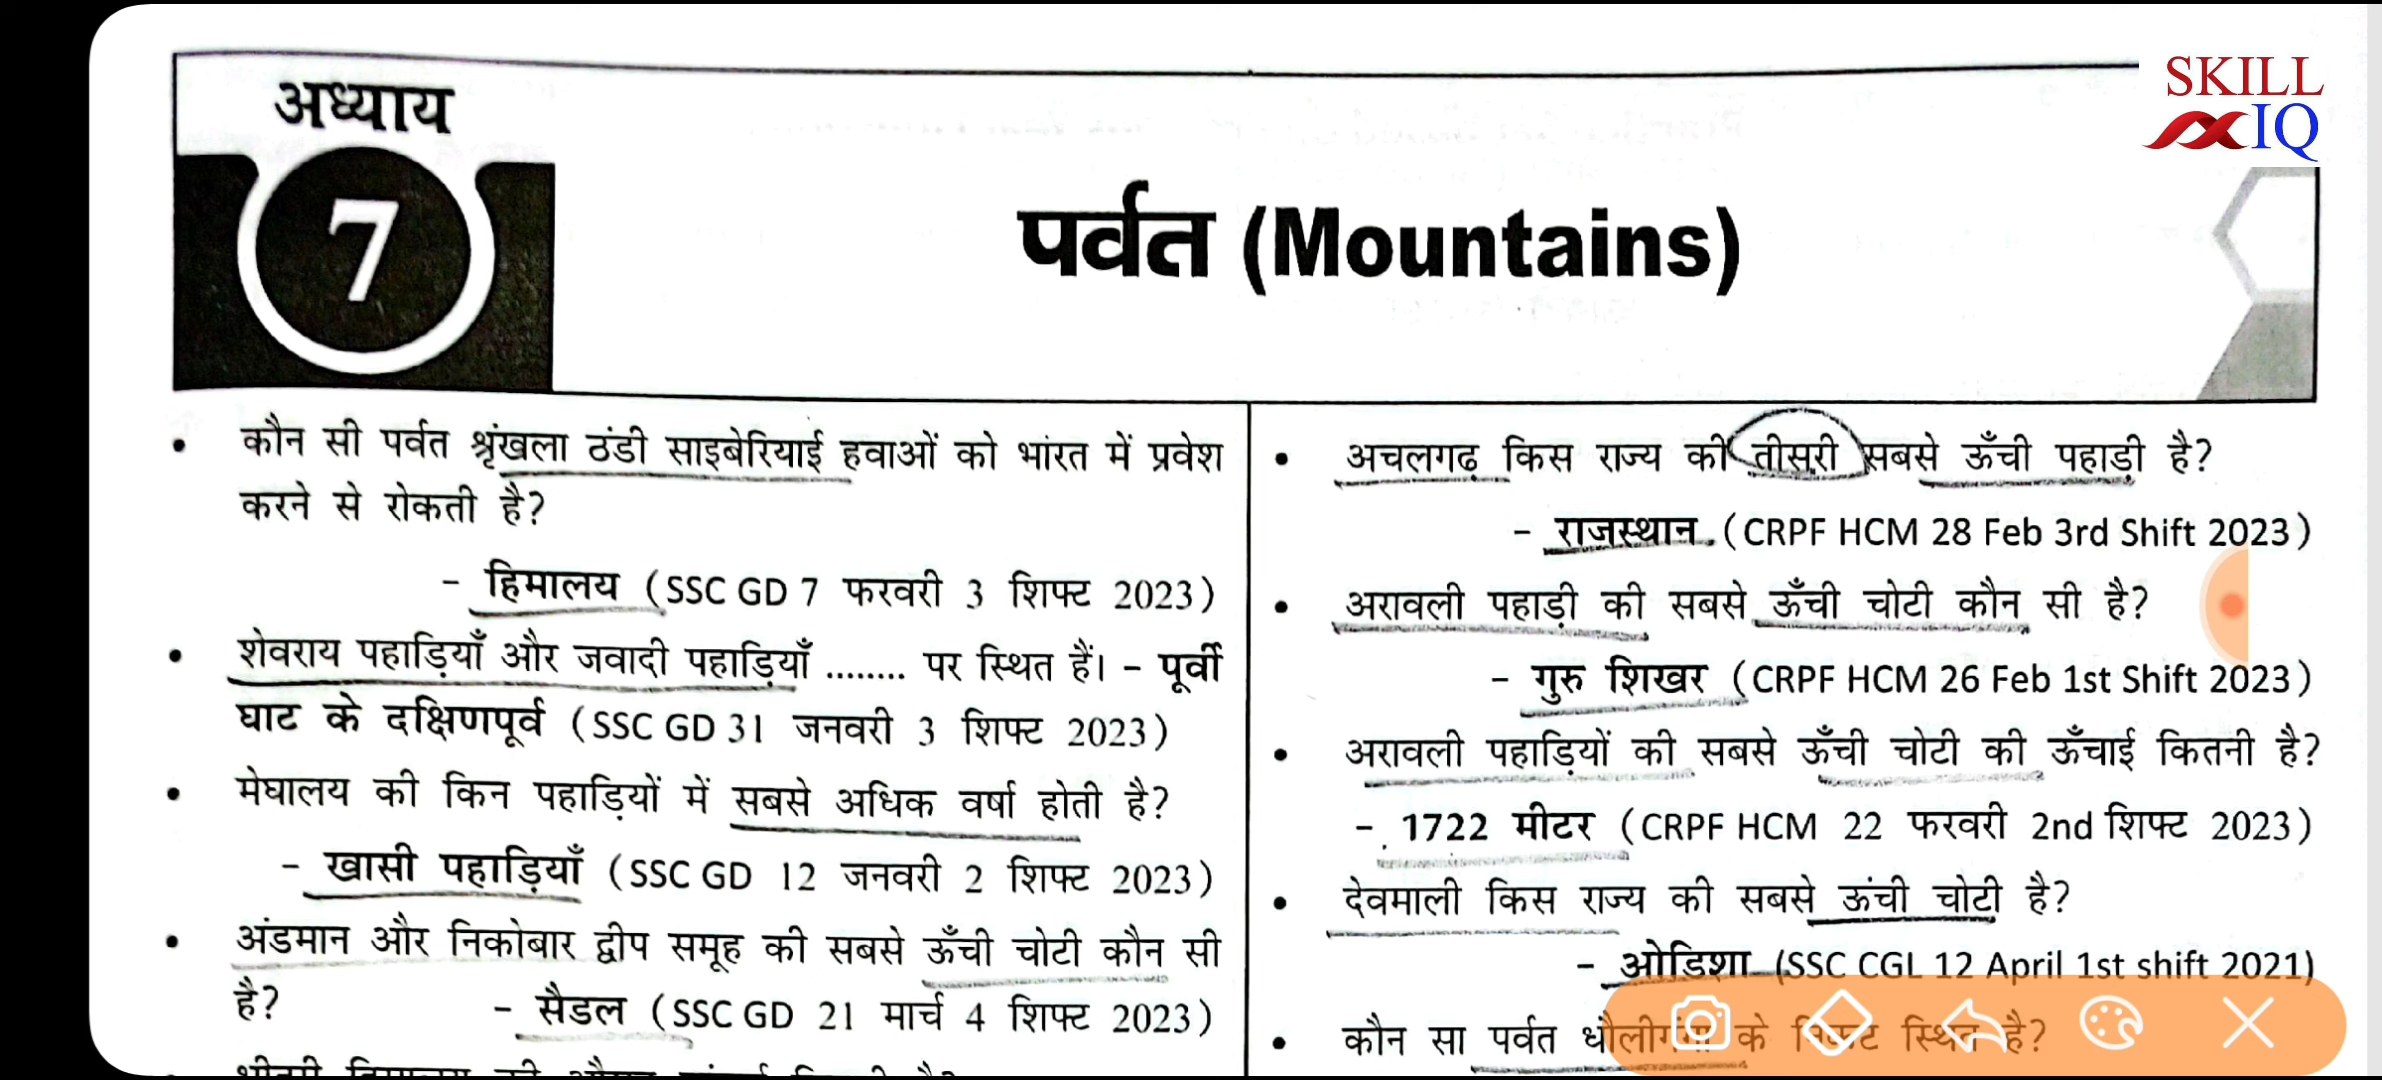 अध्याय
7
पर्वत (Mountains)
SKILL
IQ
• कौन सी पर्वत श्रृंखला ठंडी साइबेरियाई हवाओं को भांरत में प्रवेश
करने से रोकती है?
– हिमालय (SSC GD 7 फरवरी 3 शिफ्ट 2023)
• शेवराय पहाड़ियाँ और जवादी पहाड़ियाँ ........ पर स्थित हैं। – पूर्वी
घाट के दक्षिणपूर्व (SSC GD 31 जनवरी 3 शिफ्ट 2023)
• मेघालय की किन पहाड़ियों में सबसे अधिक वर्षा होती है?
– खासी पहाड़ियाँ (SSC GD 12 जनवरी 2 शिफ्ट 2023)
• अंडमान और निकोबार द्वीप समूह की सबसे ऊँची चोटी कौन सी
है? – सैडल (SSC GD 21 मार्च 4 शिफ्ट 2023)
• अचलगढ़ किस राज्य की तीसरी सबसे ऊँची पहाड़ी है?
– राजस्थान (CRPF HCM 28 Feb 3rd Shift 2023)
• अरावली पहाड़ी की सबसे ऊँची चोटी कौन सी है?
– गुरु शिखर (CRPF HCM 26 Feb 1st Shift 2023)
• अरावली पहाड़ियों की सबसे ऊँची चोटी की ऊँचाई कितनी है?
– 1722 मीटर (CRPF HCM 22 फरवरी 2nd शिफ्ट 2023)
• देवमाली किस राज्य की सबसे ऊंची चोटी है?
– ओडिशा (SSC CGL 12 April 1st shift 2021)
• कौन सा पर्वत धौलीगंगा के निकट स्थित है?